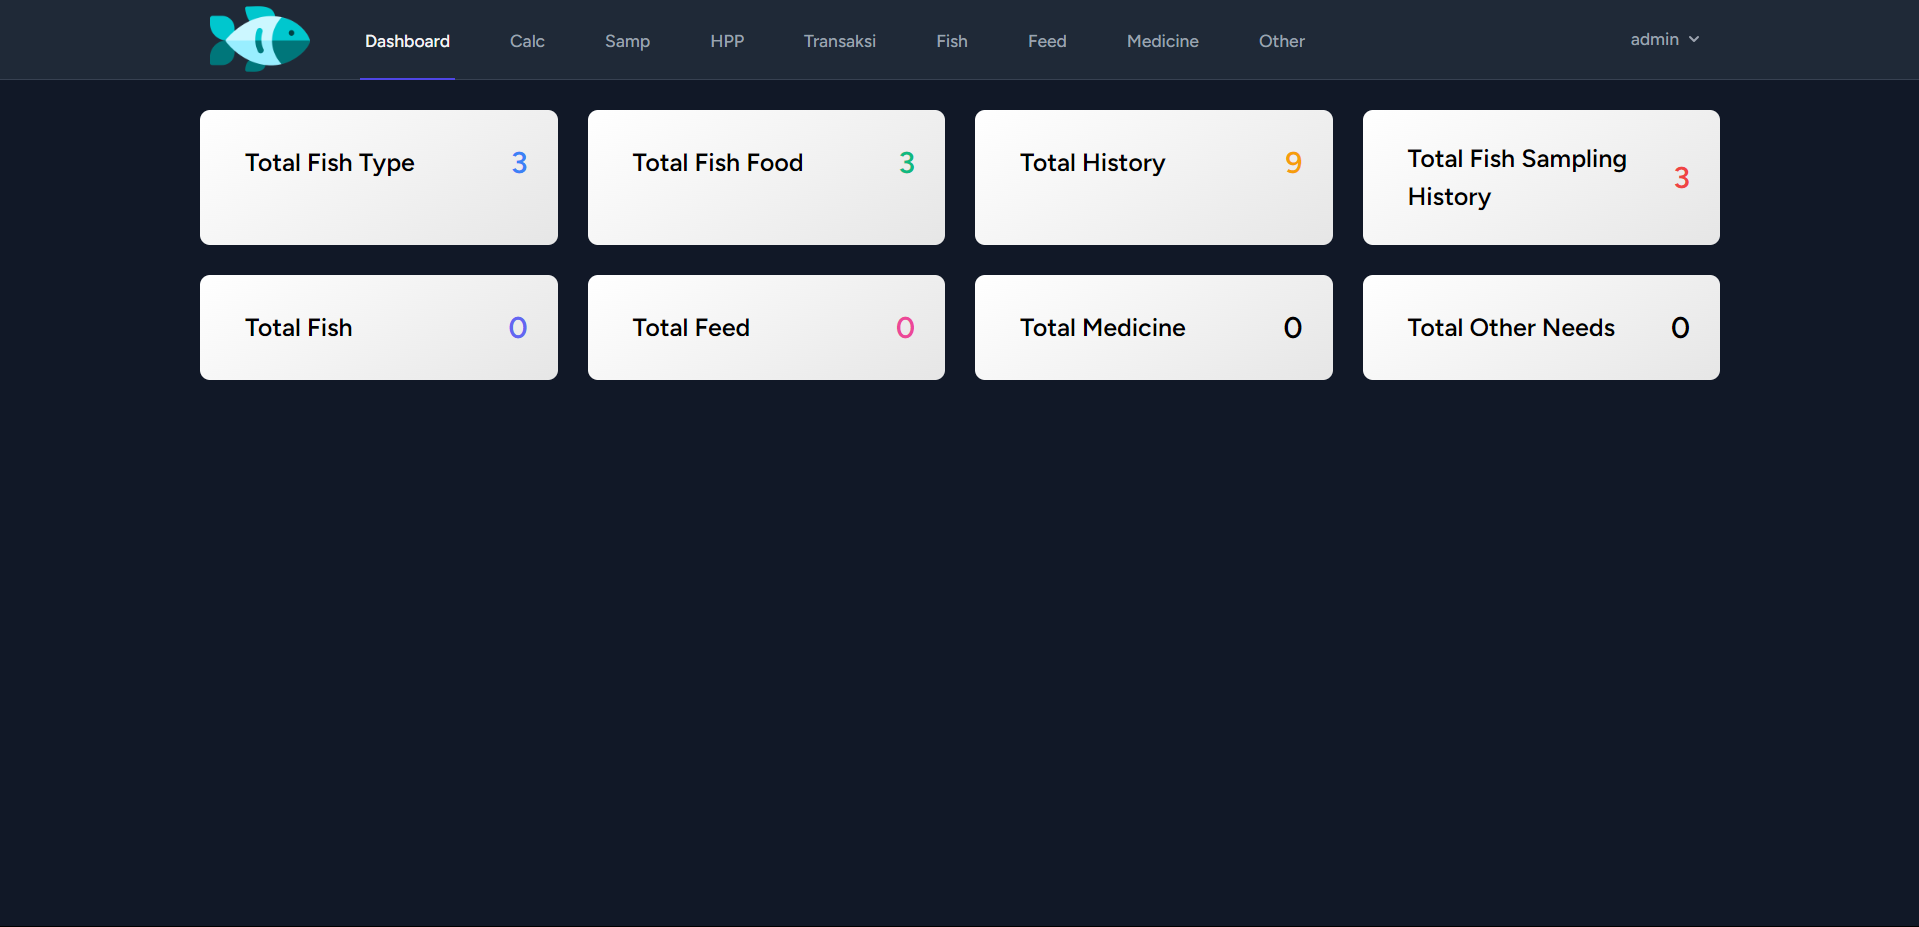 Dashboard Calc Samp HPP Transaksi Fish Feed Medicine Other admin
Total Fish Type 3
Total Fish Food 3
Total History 9
Total Fish Sampling
History
3
Total Fish 0
Total Feed 0
Total Medicine 0
Total Other Needs 0